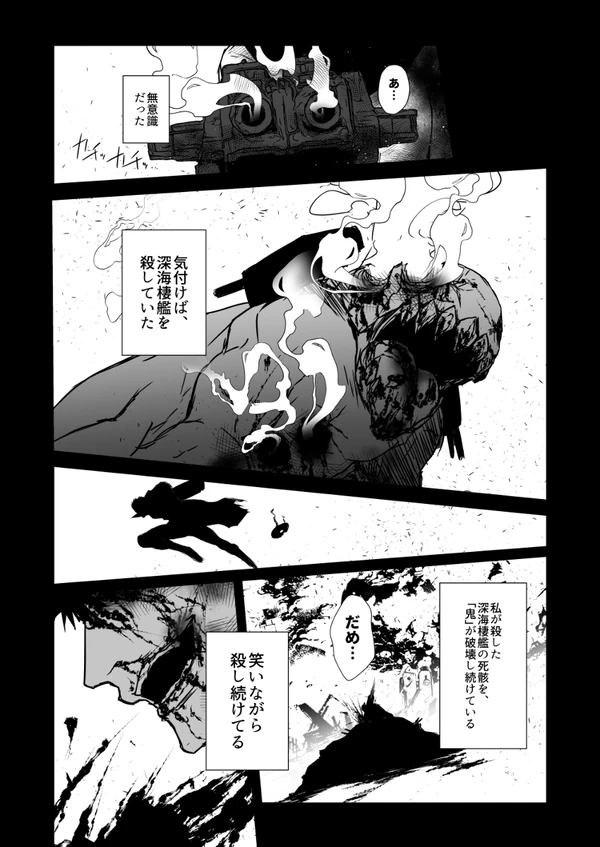 あ…
無意識
だった
カチッカチッ…
気付けば、
深海棲艦を
殺していた
私が殺した
深海棲艦の死骸を、
「鬼」が破壊し続けている
だめ…
笑いながら
殺し続けてる